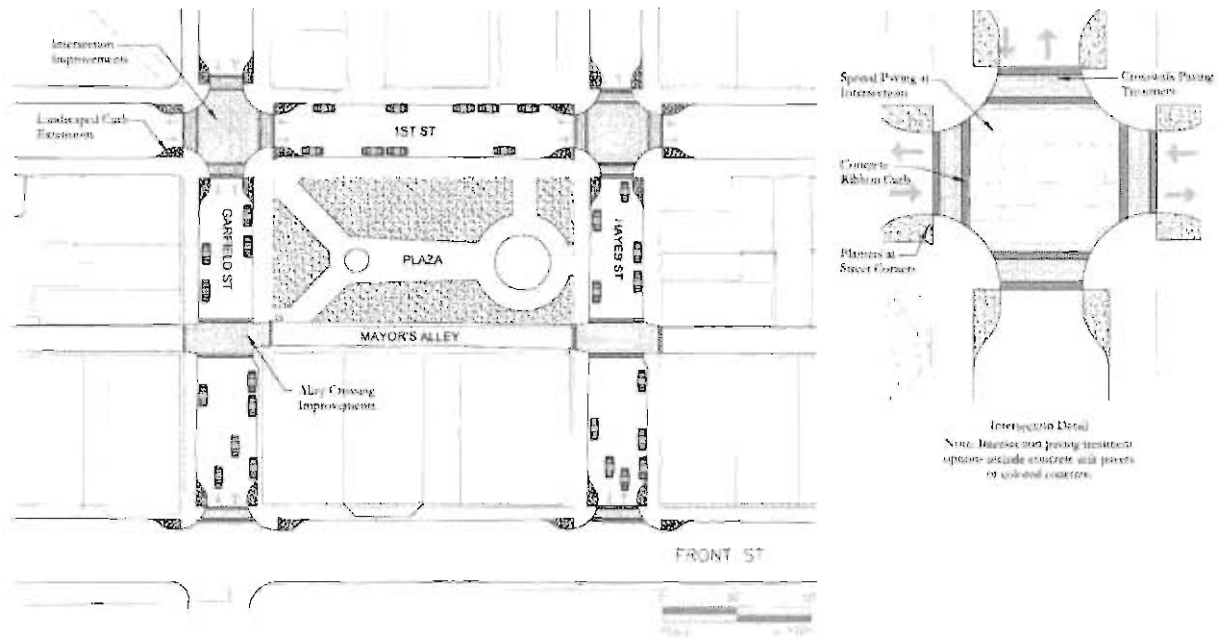 Intersection
Improvements
Landscaped Curb
Extension
1ST ST
GARFIELD ST
HAYES ST
PLAZA
MAYOR'S ALLEY
Alley Crossing
Improvements
FRONT ST
Special Paving at
Intersection
Crosswalk Paving
Treatment
Concrete
Ribbon Curb
Planters at
Street Corners
Intersection Detail
Note: Intersection paving treatment
options include concrete unit pavers
or colored concrete.